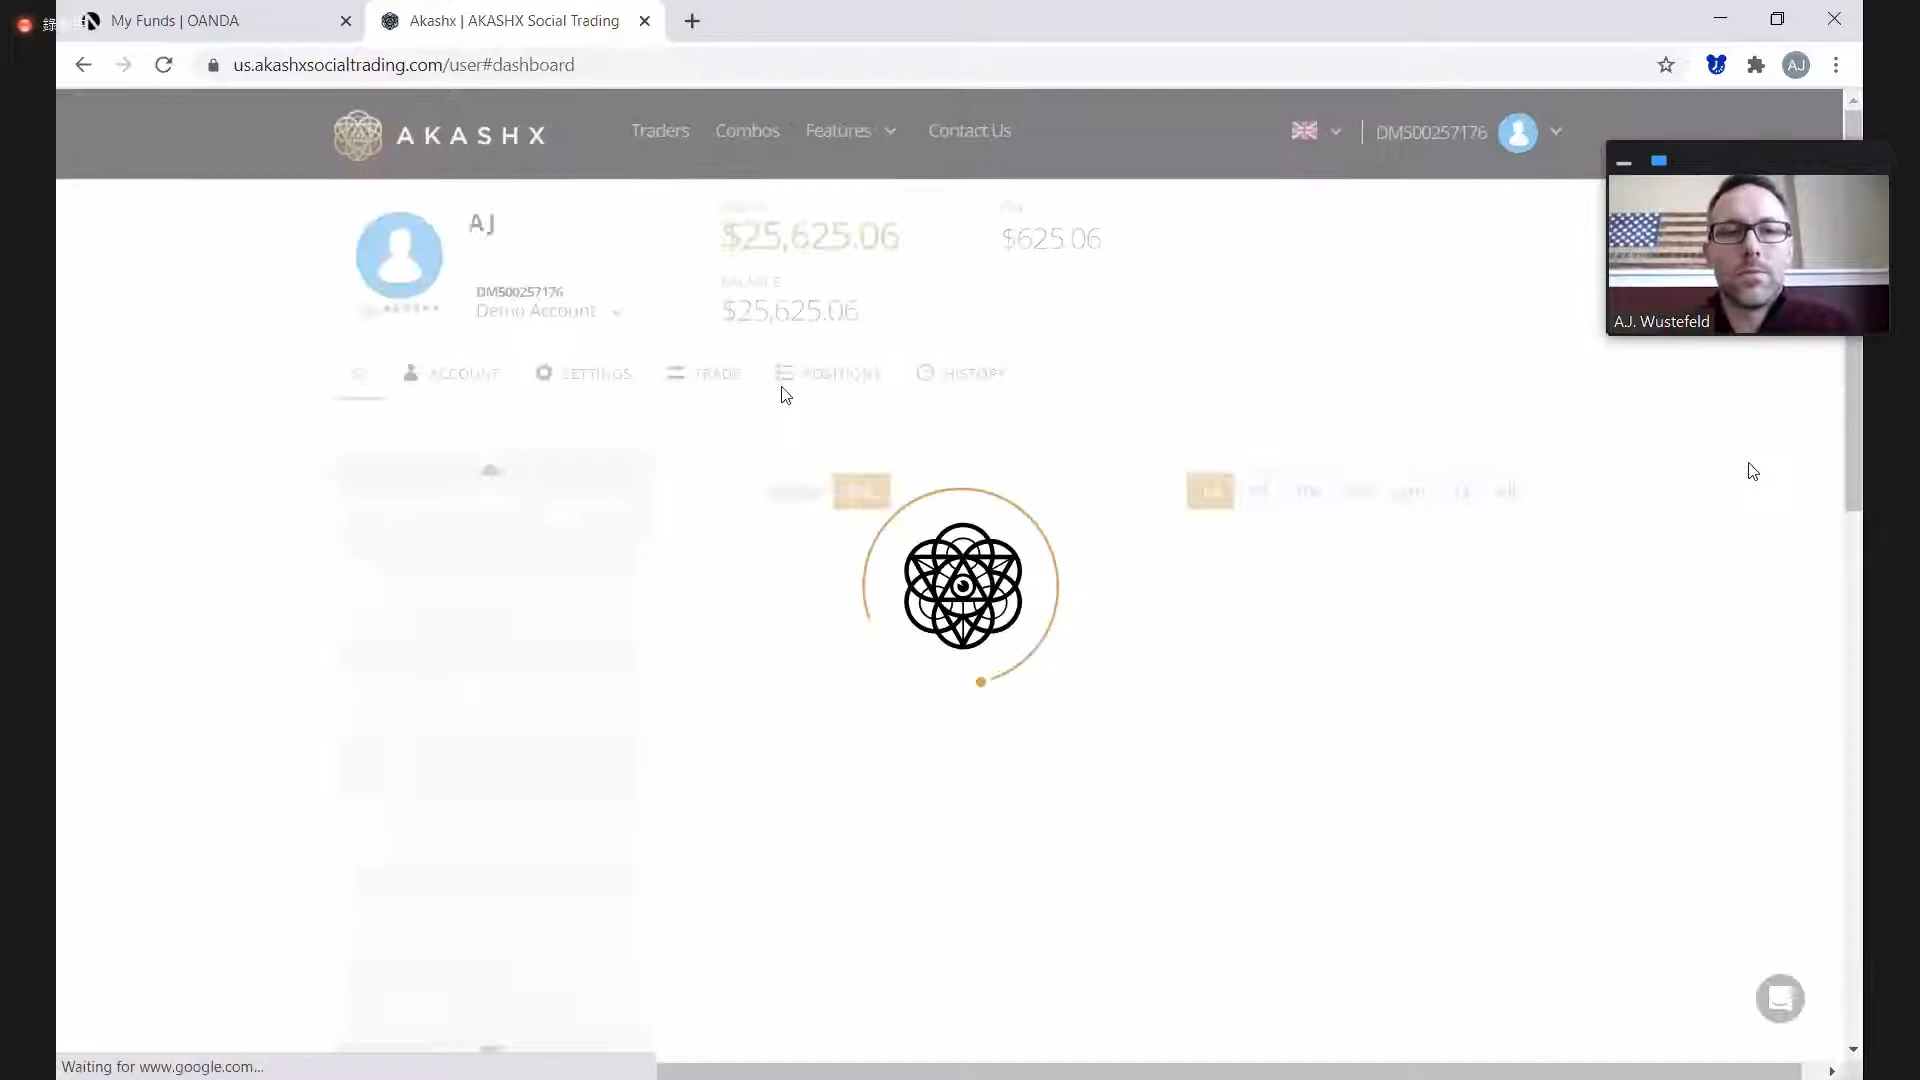 My Funds | OANDA
Akashx | AKASHX Social Trading
us.akashxsocialtrading.com/user#dashboard
AJ
AKASHX
Traders
Combos
Features
Contact Us
DM500257176
A.J. Wustefeld
AJ
$25,625.06
$625.06
DM500257176
Demo Account
BALANCE
$25,625.06
ACCOUNT
SETTINGS
TRADE
POSITIONS
HISTORY
Waiting for www.google.com...